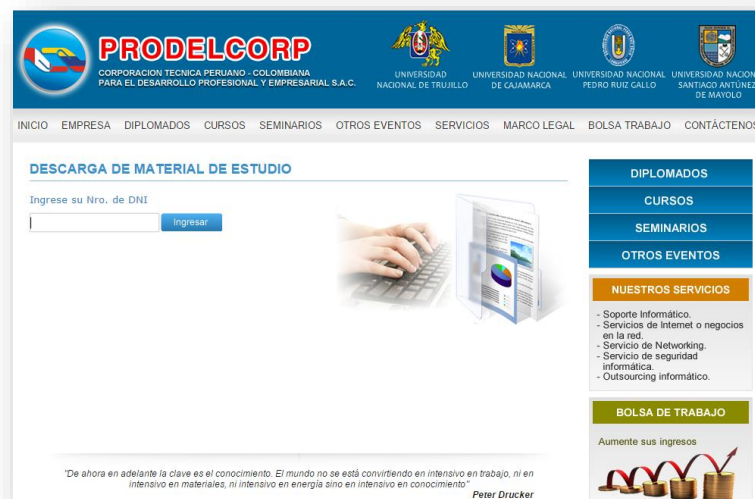 PRODELCORP
CORPORACION TECNICA PERUANO - COLOMBIANA
PARA EL DESARROLLO PROFESIONAL Y EMPRESARIAL S.A.C.
UNIVERSIDAD
NACIONAL DE TRUJILLO
UNIVERSIDAD NACIONAL
DE CAJAMARCA
UNIVERSIDAD NACIONAL
PEDRO RUIZ GALLO
UNIVERSIDAD NACION
SANTIAGO ANTÚNEZ
DE MAYOLO
INICIO EMPRESA DIPLOMADOS CURSOS SEMINARIOS OTROS EVENTOS SERVICIOS MARCO LEGAL BOLSA TRABAJO CONTÁCTENOS
DESCARGA DE MATERIAL DE ESTUDIO
Ingrese su Nro. de DNI
Ingresar
DIPLOMADOS
CURSOS
SEMINARIOS
OTROS EVENTOS
NUESTROS SERVICIOS
- Soporte Informático.
- Servicios de Internet o negocios
en la red.
- Servicio de Networking.
- Servicio de seguridad
informática.
- Outsourcing informático.
BOLSA DE TRABAJO
Aumente sus ingresos
"De ahora en adelante la clave es el conocimiento. El mundo no se está convirtiendo en intensivo en trabajo, ni en
intensivo en materiales, ni intensivo en energía sino en intensivo en conocimiento"
Peter Drucker